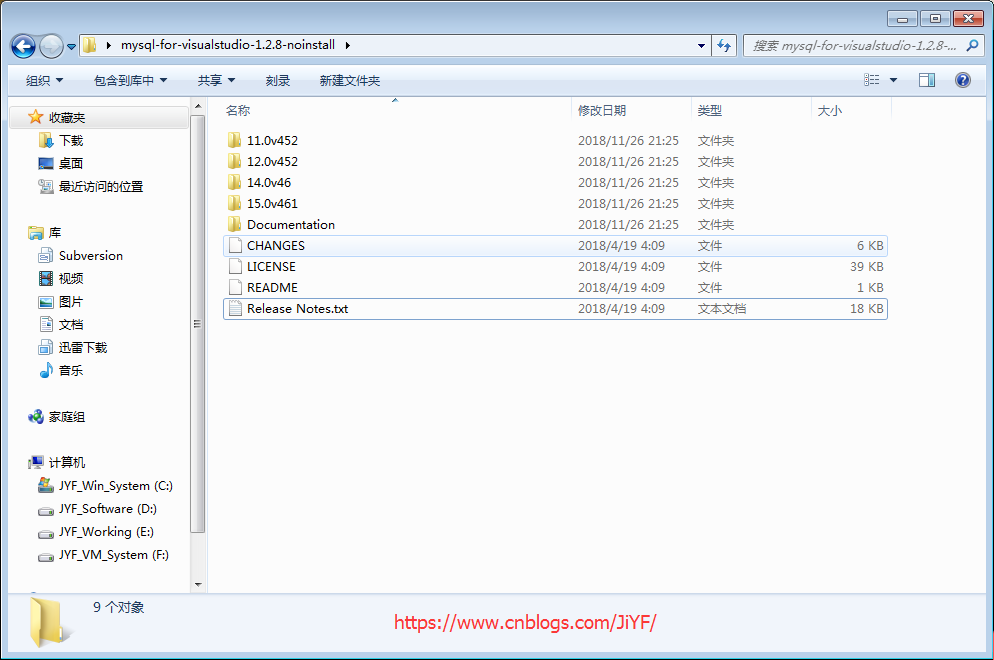 mysql-for-visualstudio-1.2.8-noinstall
搜索 mysql-for-visualstudio-1.2.8-...
组织 包含到库中 共享 刻录 新建文件夹
收藏夹
下载
桌面
最近访问的位置
库
Subversion
视频
图片
文档
迅雷下载
音乐
家庭组
计算机
JYF_Win_System (C:)
JYF_Software (D:)
JYF_Working (E:)
JYF_VM_System (F:)
名称 修改日期 类型 大小
11.0v452 2018/11/26 21:25 文件夹
12.0v452 2018/11/26 21:25 文件夹
14.0v46 2018/11/26 21:25 文件夹
15.0v461 2018/11/26 21:25 文件夹
Documentation 2018/11/26 21:25 文件夹
CHANGES 2018/4/19 4:09 文件 6 KB
LICENSE 2018/4/19 4:09 文件 39 KB
README 2018/4/19 4:09 文件 1 KB
Release Notes.txt 2018/4/19 4:09 文本文档 18 KB
9 个对象
https://www.cnblogs.com/JiYF/